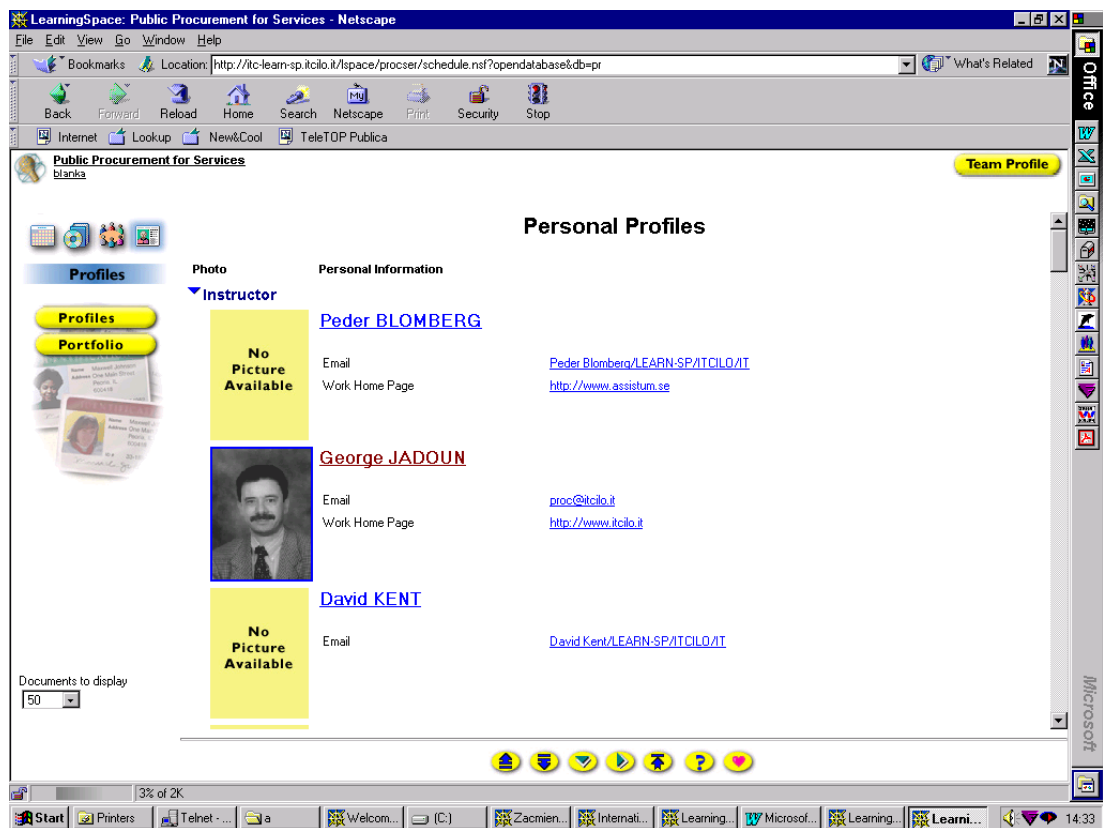 LearningSpace: Public Procurement for Services - Netscape
File Edit View Go Window Help
Bookmarks Location: http://itc-learn-sp.itcilo.it/lspace/procser/schedule.nsf?opendatabase&db=pr What's Related N
Back Forward Reload Home Search Netscape Print Security Stop
My
Internet Lookup New&Cool TeleTOP Publica
Public Procurement for Services
blanka
Team Profile
Personal Profiles
Profiles
Photo Personal Information
Instructor
Profiles
Portfolio
No
Picture
Available
Peder BLOMBERG
Email Peder Blomberg/LEARN-SP/ITCILO/IT
Work Home Page http://www.assistum.se
George JADOUN
Email proc@itcilo.it
Work Home Page http://www.itcilo.it
No
Picture
Available
David KENT
Email David Kent/LEARN-SP/ITCILO/IT
Documents to display
50
?
3% of 2K
Office
Microsoft
Start Printers Telnet - ... a Welcom... (C:) Zacmien... Internati... Learning... Microsof... Learning... Learni... 14:33